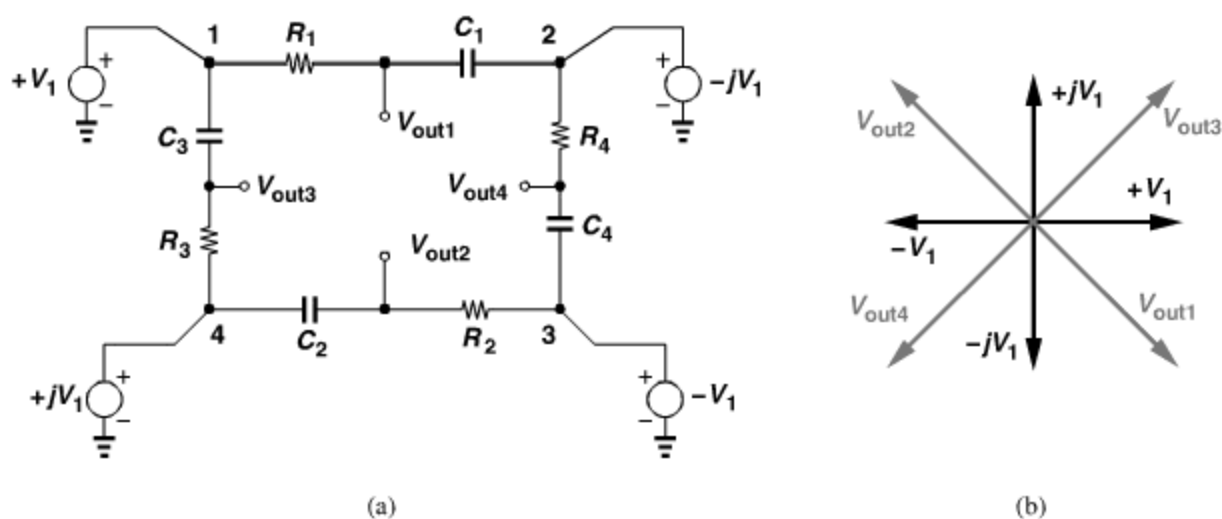 1 R1 C1 2
+V1 + − Vout1 + − −jV1
C3 R4
Vout3 Vout4
R3 C4
Vout2
4 C2 R2 3
+jV1 + − + − −V1
(a)
+jV1
Vout2 Vout3
+V1
−V1
Vout4 Vout1
−jV1
(b)